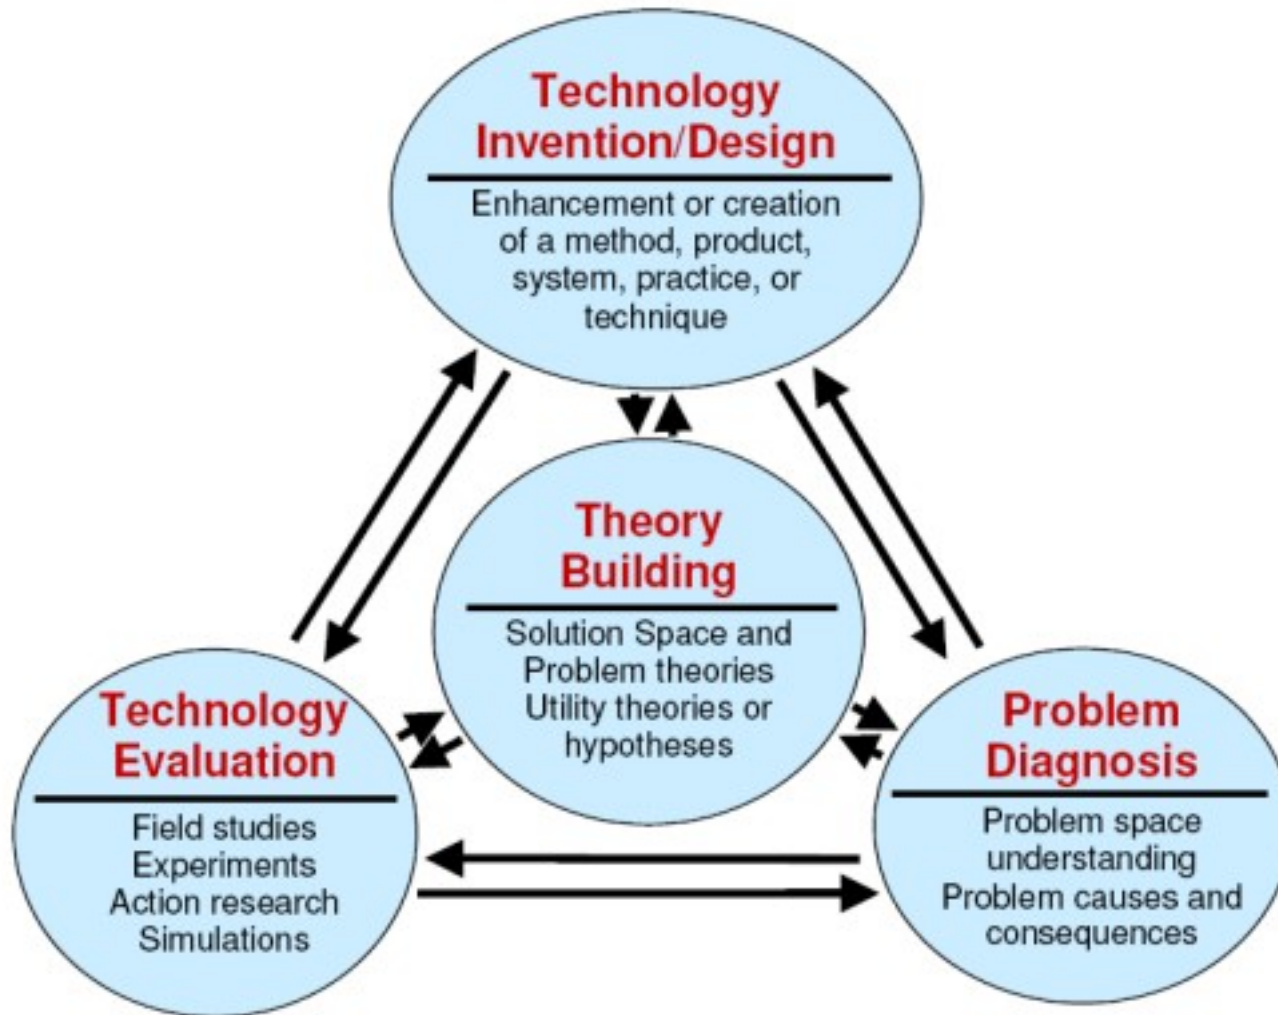 Technology
Invention/Design
Enhancement or creation
of a method, product,
system, practice, or
technique
Theory
Building
Solution Space and
Problem theories
Utility theories or
hypotheses
Technology
Evaluation
Field studies
Experiments
Action research
Simulations
Problem
Diagnosis
Problem space
understanding
Problem causes and
consequences